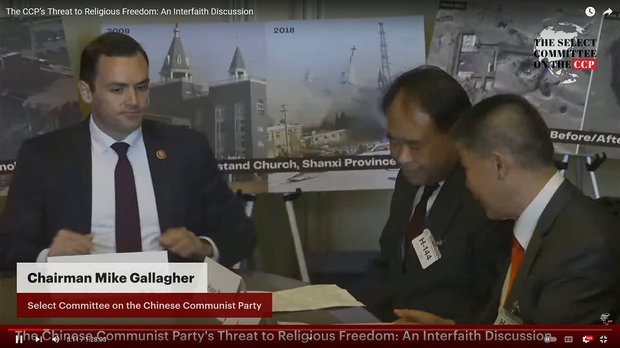 The CCP's Threat to Religious Freedom: An Interfaith Discussion
2009
2018
THE SELECT
COMMITTEE
ON THE CCP
stand Church, Shanxi Province
Before/After
H-144
Chairman Mike Gallagher
Select Committee on the Chinese Communist Party
The Chinese Communist Party's Threat to Religious Freedom: An Interfaith Discussion